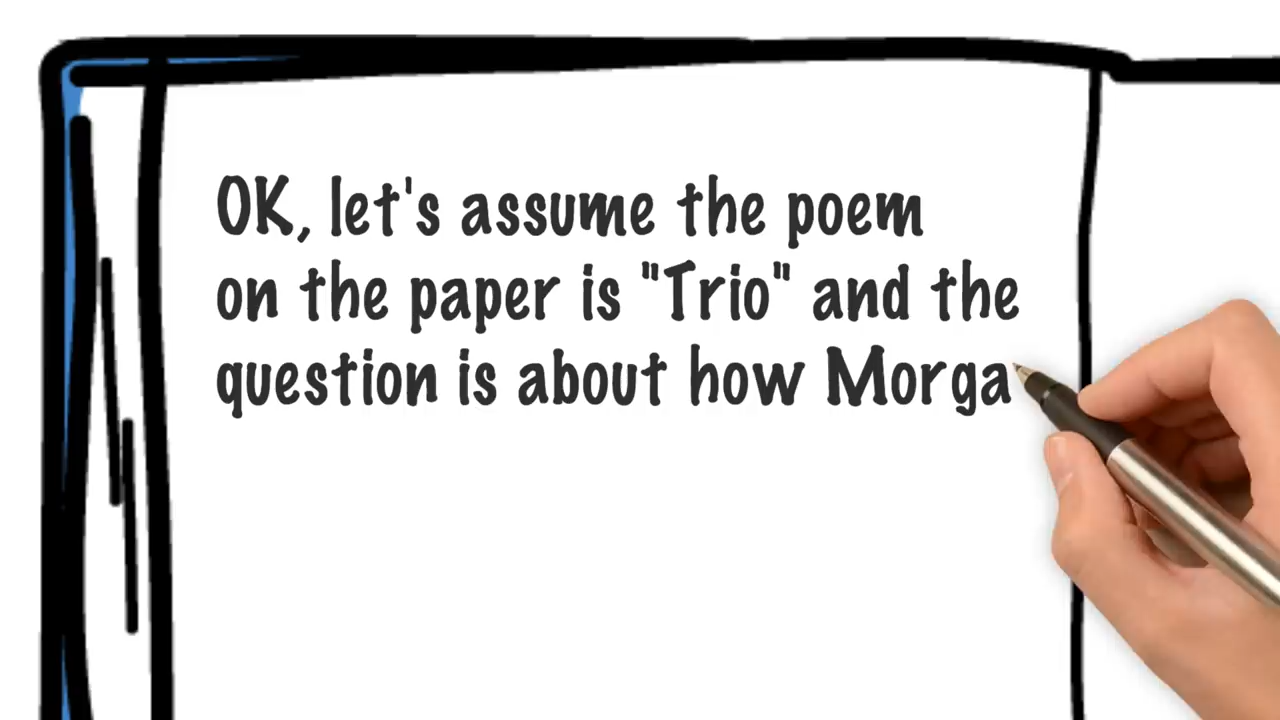 OK, let's assume the poem
on the paper is "Trio" and the
question is about how Morga